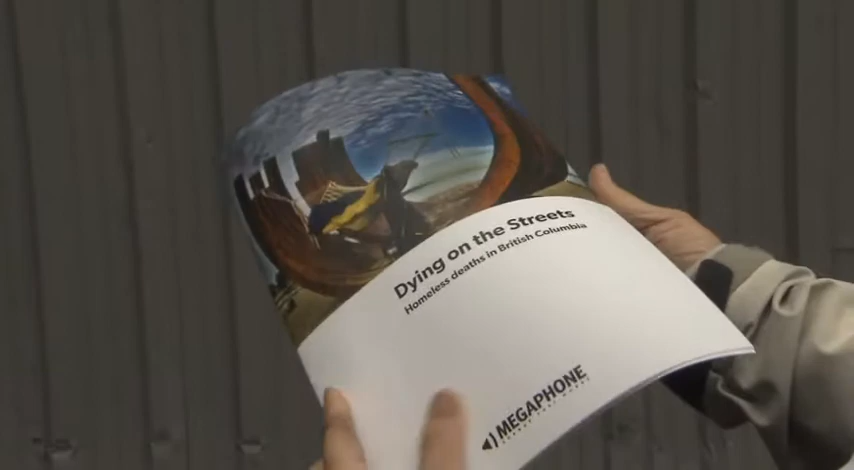 Dying on the Streets
Homeless deaths in British Columbia
MEGAPHONE